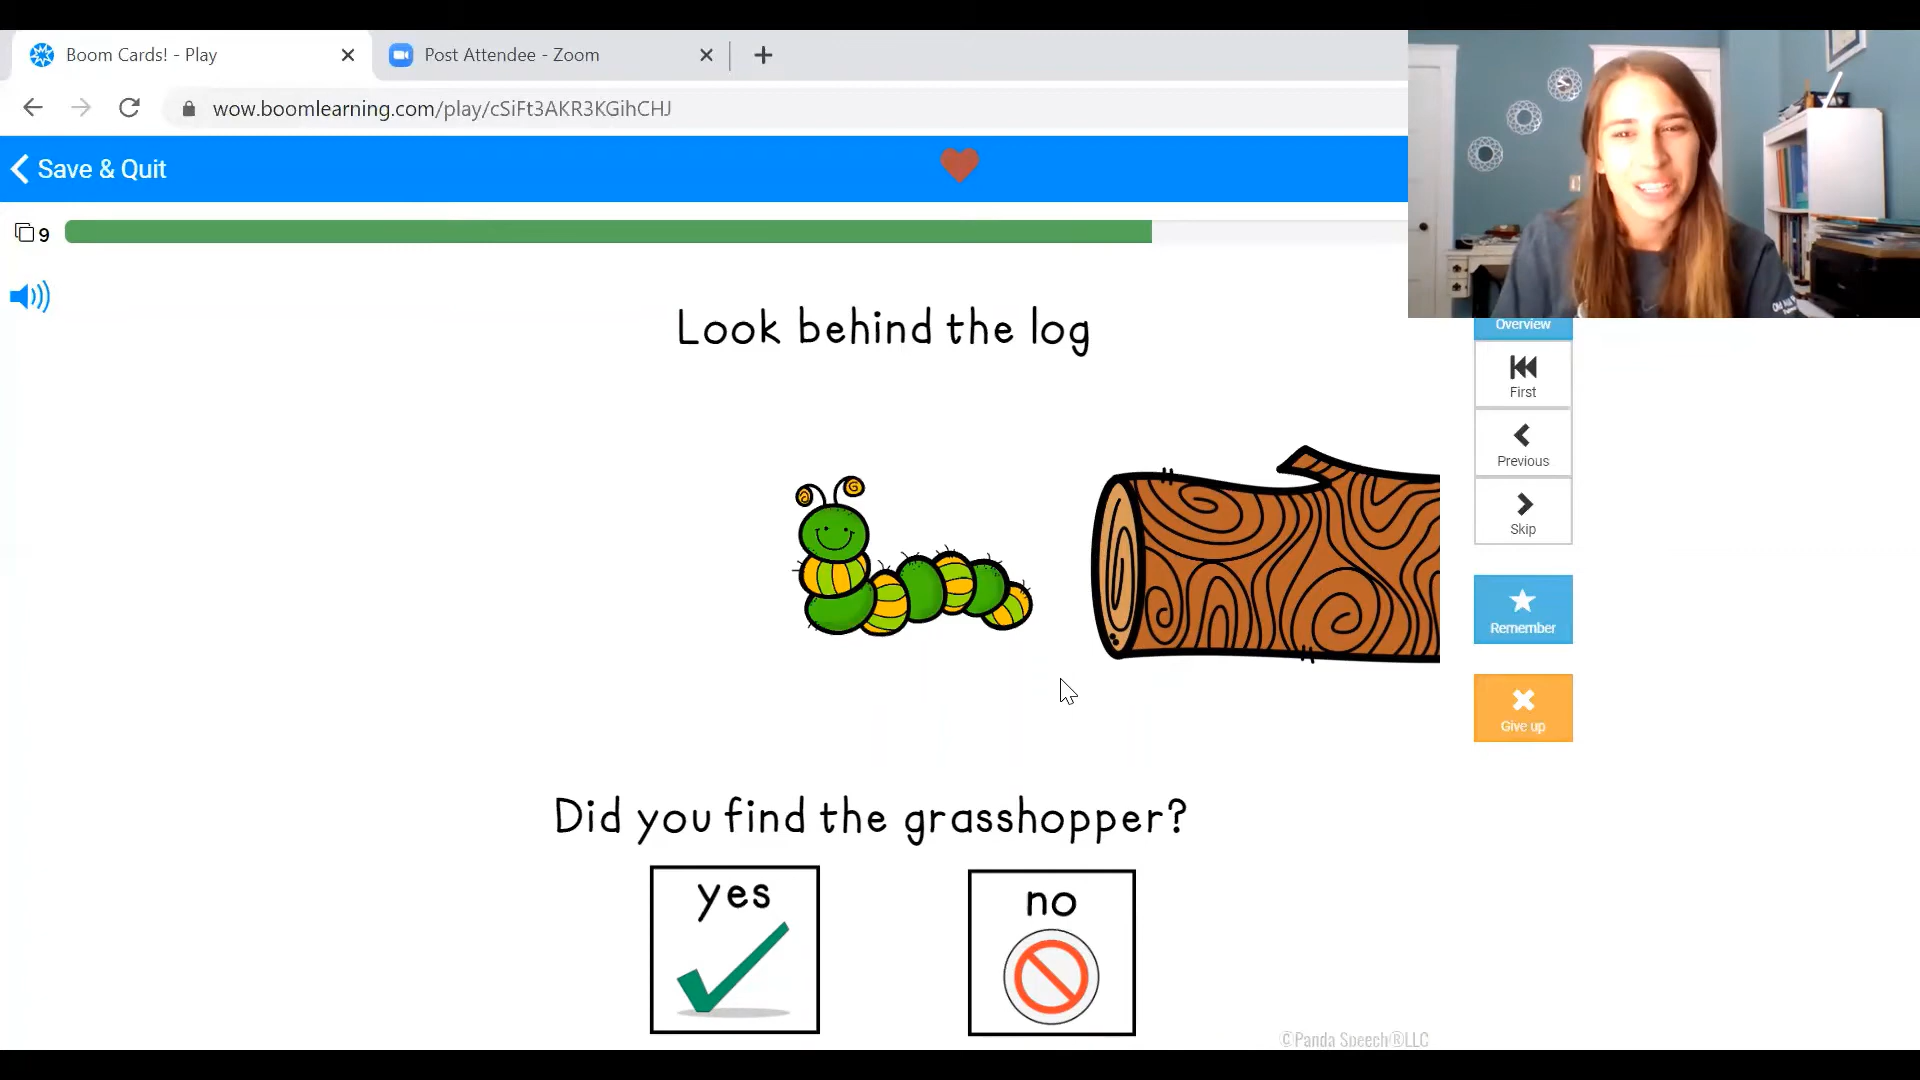 Boom Cards! - Play
Post Attendee - Zoom
wow.boomlearning.com/play/cSiFt3AKR3KGihCHJ
Save & Quit
9
Look behind the log
Overview
First
Previous
Skip
Remember
Give up
Did you find the grasshopper?
yes
no
©Panda Speech®LLC